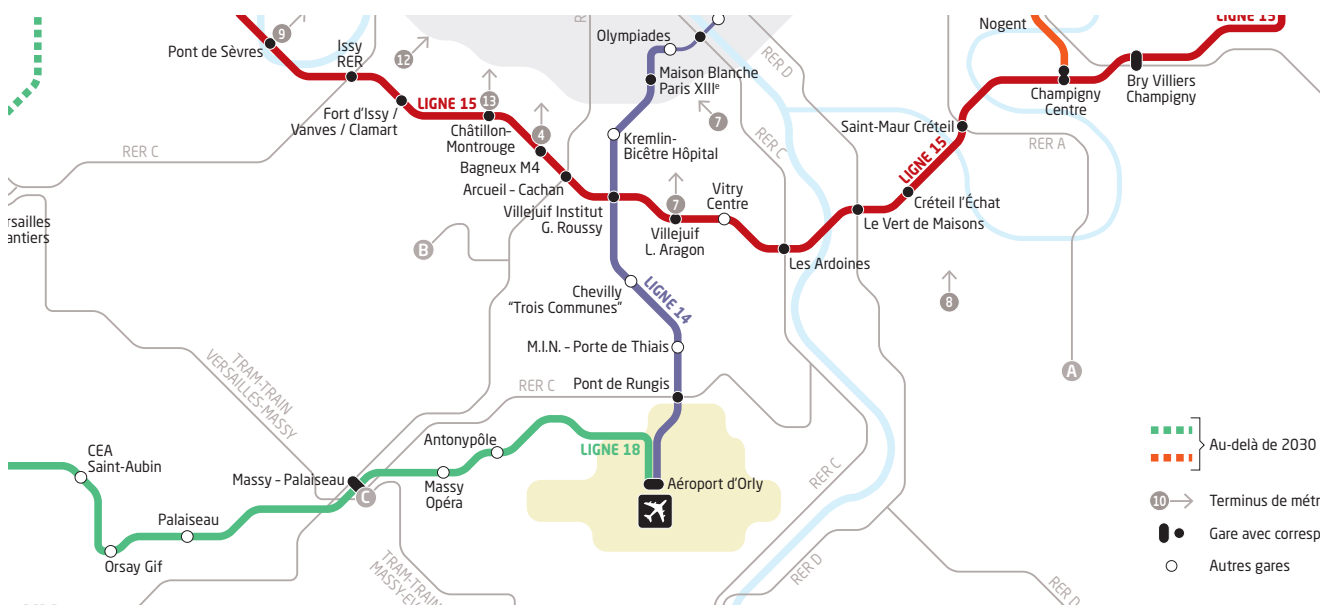 Pont de Sèvres
9
Issy
RER
12
Fort d'Issy /
Vanves / Clamart
LIGNE 15
13
Châtillon-
Montrouge
4
Bagneux M4
Arcueil - Cachan
Villejuif Institut
G. Roussy
Olympiades
Maison Blanche
Paris XIIIe
7
Kremlin-
Bicêtre Hôpital
RER D
RER C
7
Villejuif
L. Aragon
Vitry
Centre
Les Ardoines
Le Vert de Maisons
Créteil l'Échat
LIGNE 15
Saint-Maur Créteil
RER A
Nogent
Champigny
Centre
Bry Villiers
Champigny
LIGNE 15
RER C
B
8
A
Chevilly
"Trois Communes"
LIGNE 14
M.I.N. - Porte de Thiais
Pont de Rungis
RER C
TRAM-TRAIN
VERSAILLES-MASSY
CEA
Saint-Aubin
Orsay Gif
Palaiseau
Massy - Palaiseau
C
Massy
Opéra
Antonypôle
LIGNE 18
Aéroport d'Orly
RER C
RER D
RER D
TRAM-TRAIN
Au-delà de 2030
10
Terminus de
Gare avec
Autres gares